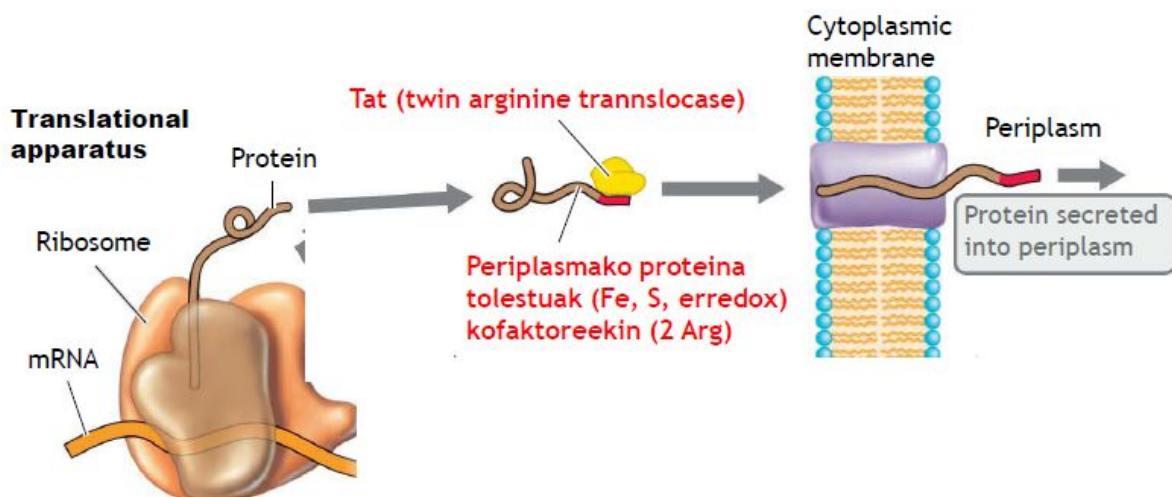 Cytoplasmic
membrane
Tat (twin arginine trannslocase)
Translational
apparatus
Protein
Periplasm
Ribosome
Protein secreted
into periplasm
Periplasmako proteina
tolestuak (Fe, S, erredox)
kofaktoreekin (2 Arg)
mRNA